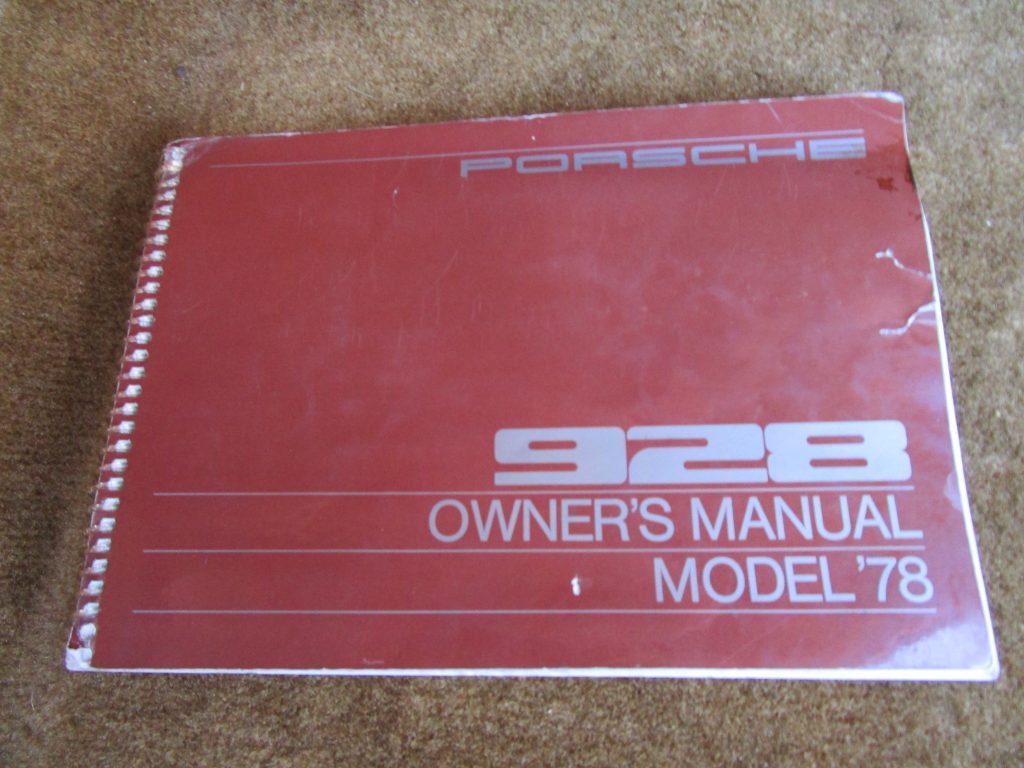 PORSCHE
928
OWNER'S MANUAL
MODEL '78